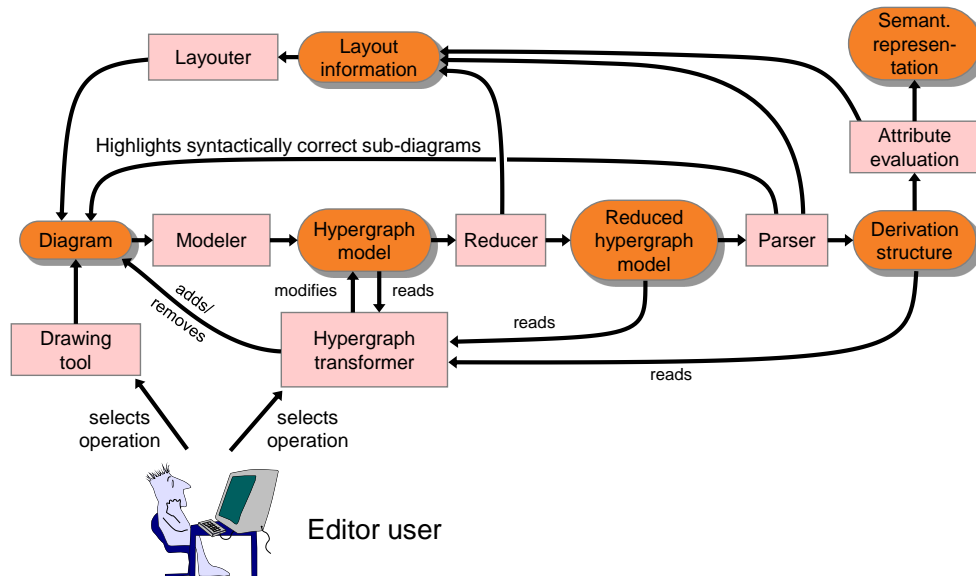 Semant.
represen-
tation
Layouter
Layout
information
Highlights syntactically correct sub-diagrams
Attribute
evaluation
Diagram
Modeler
Hypergraph
model
Reducer
Reduced
hypergraph
model
Parser
Derivation
structure
adds/
removes
modifies
reads
reads
reads
Drawing
tool
Hypergraph
transformer
selects
operation
selects
operation
Editor user